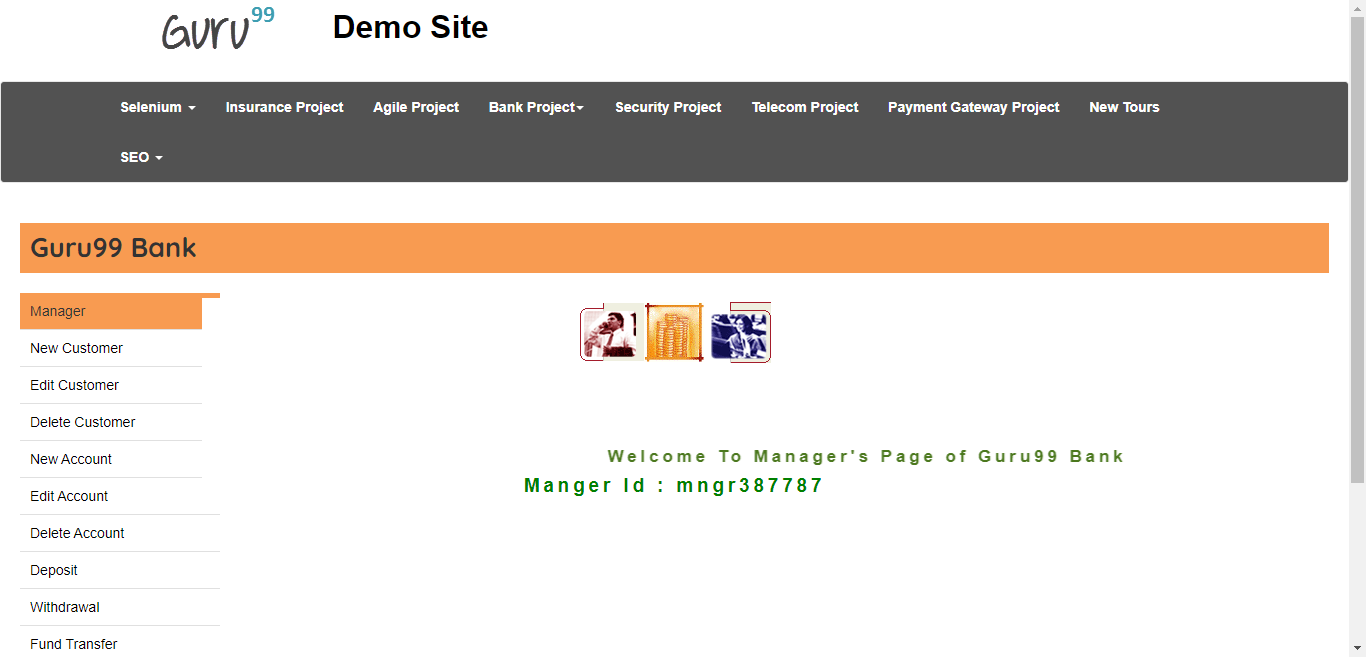 Guru99 Demo Site
Selenium Insurance Project Agile Project Bank Project Security Project Telecom Project Payment Gateway Project New Tours
SEO
Guru99 Bank
Manager
New Customer
Edit Customer
Delete Customer
New Account
Edit Account
Delete Account
Deposit
Withdrawal
Fund Transfer
Welcome To Manager's Page of Guru99 Bank
Manger Id : mngr387787